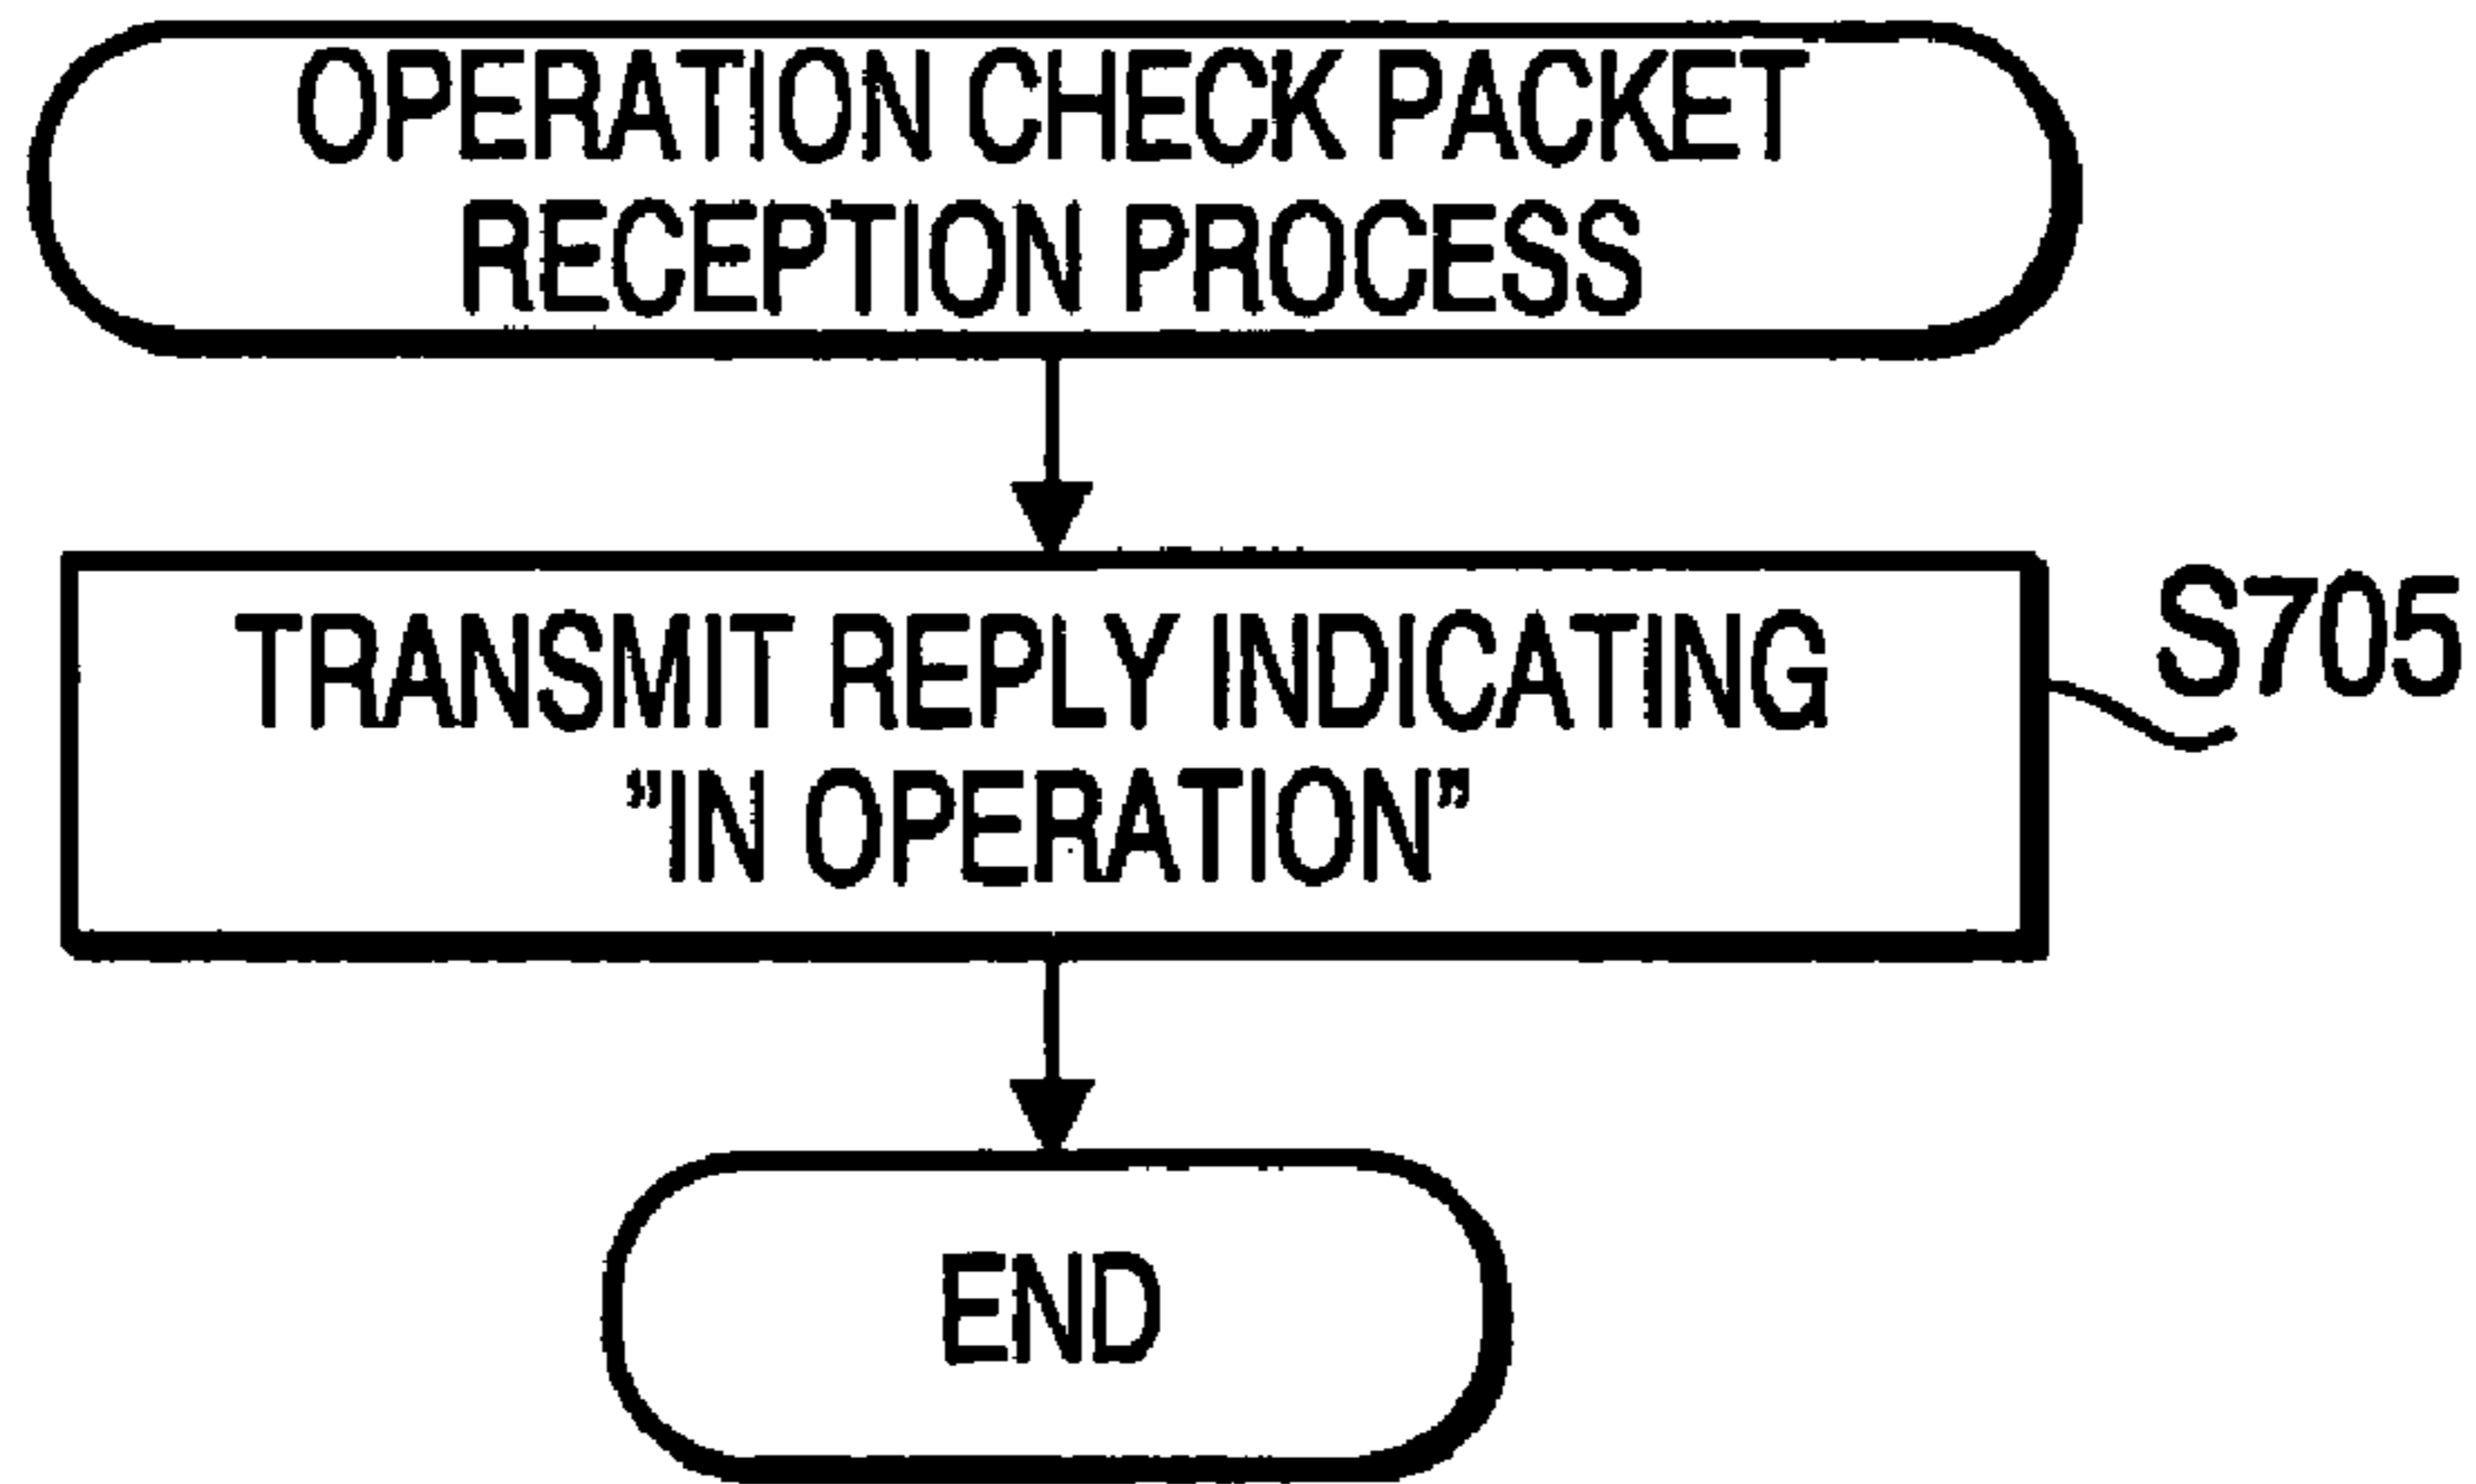 OPERATION CHECK PACKET
RECEPTION PROCESS
TRANSMIT REPLY INDICATING
”IN OPERATION”
S705
END